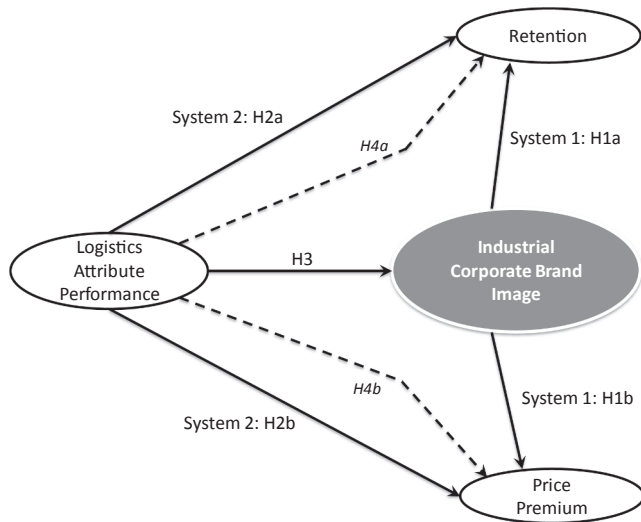 Retention
System 2: H2a
H4a
System 1: H1a
Logistics
Attribute
Performance
H3
Industrial
Corporate Brand
Image
H4b
System 1: H1b
System 2: H2b
Price
Premium